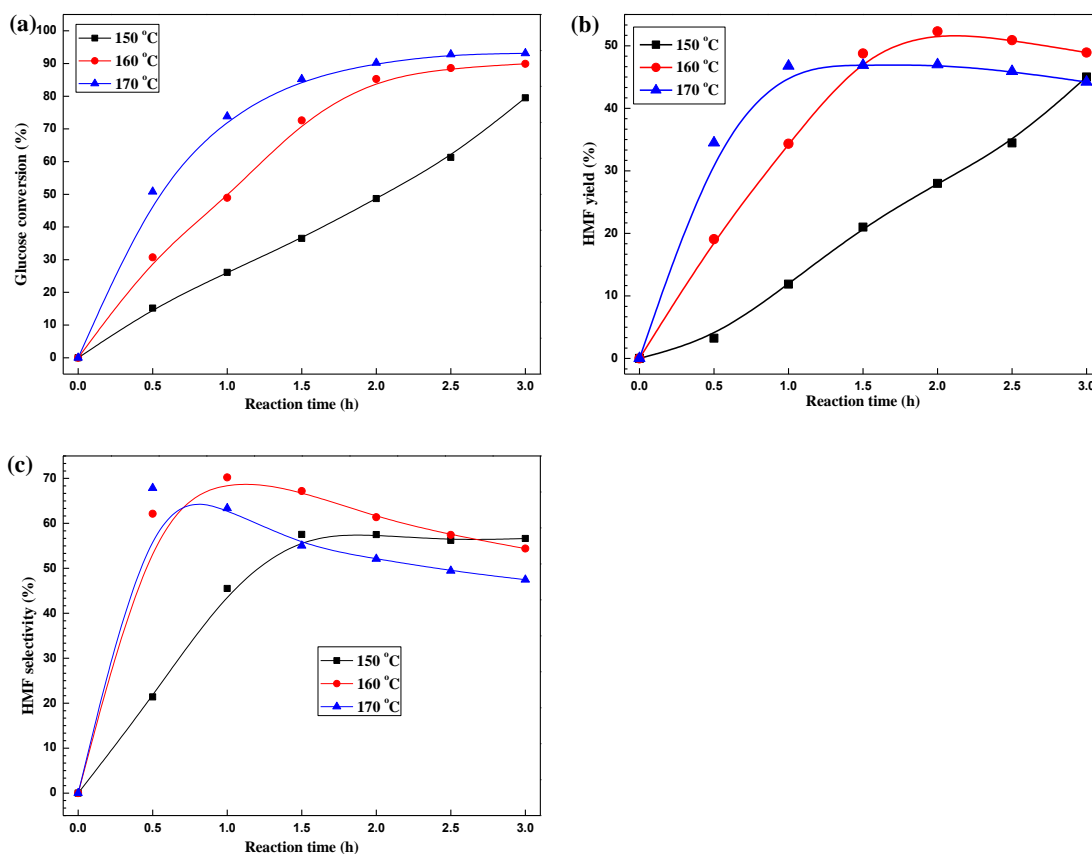 (a)
150 °C
160 °C
170 °C
100
90
80
70
60
50
40
30
20
10
0
Glucose conversion (%)
0.0 0.5 1.0 1.5 2.0 2.5 3.0
Reaction time (h)
(b)
150 °C
160 °C
170 °C
50
40
30
20
10
0
HMF yield (%)
0.0 0.5 1.0 1.5 2.0 2.5 3.0
Reaction time (h)
(c)
70
60
50
40
30
20
10
0
HMF selectivity (%)
150 °C
160 °C
170 °C
0.0 0.5 1.0 1.5 2.0 2.5 3.0
Reaction time (h)